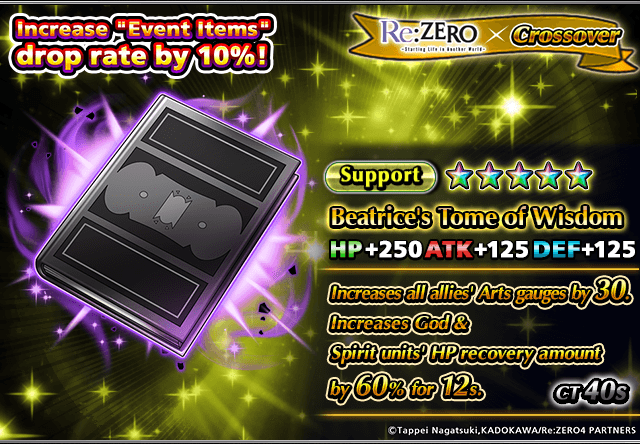 Increase "Event Items"
drop rate by 10%!
Re:ZERO
-Starting Life in Another World-
× Crossover
Support
Beatrice's Tome of Wisdom
HP+250 ATK+125 DEF+125
Increases all allies' Arts gauges by 30.
Increases God &
Spirit units' HP recovery amount
by 60% for 12s.
CT40s
©Tappei Nagatsuki,KADOKAWA/Re:ZERO4 PARTNERS